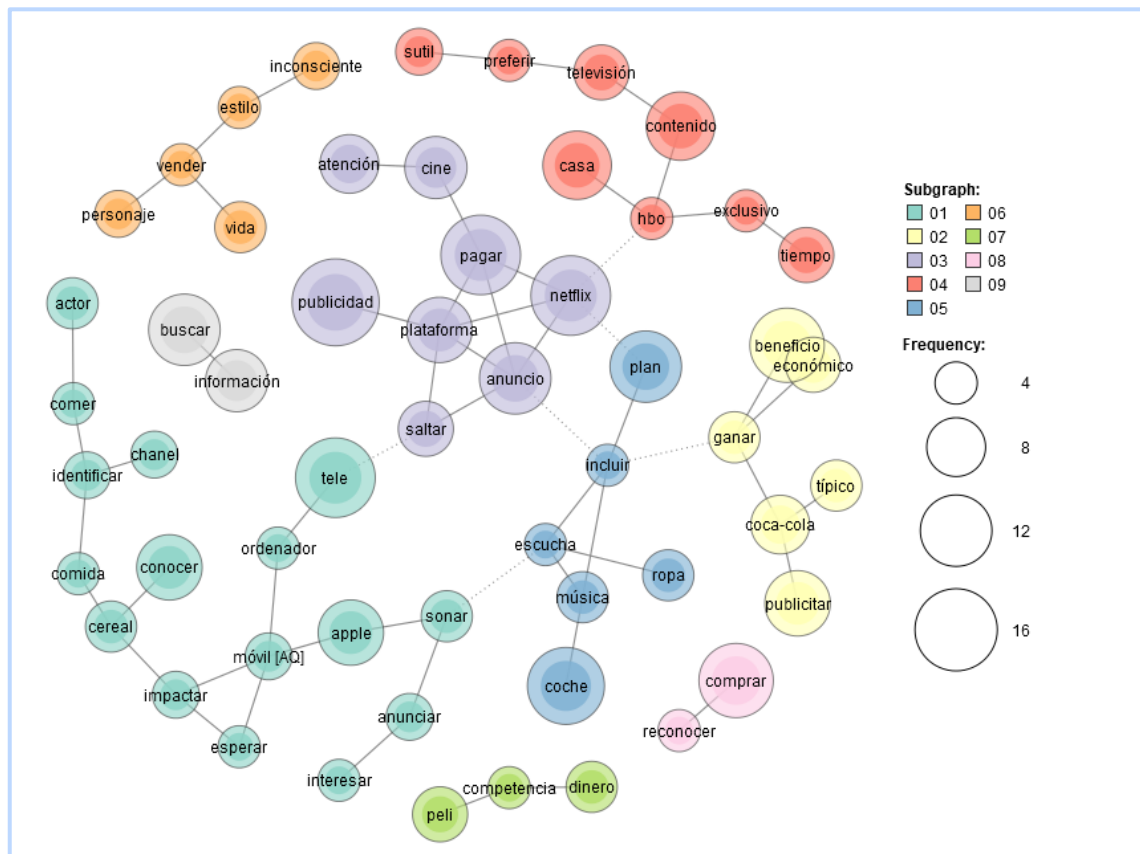 inconsciente
sutil
preferir
televisión
estilo
contenido
vender
atención
cine
casa
personaje
vida
hbo
exclusivo
tiempo
pagar
actor
publicidad
netflix
buscar
plataforma
información
anuncio
plan
beneficio
económico
comer
saltar
ganar
chanel
identificar
tele
incluir
típico
ordenador
escucha
coca-cola
comida
conocer
ropa
música
publicitar
cereal
apple
sonar
móvil [AQ]
impactar
coche
comprar
anunciar
reconocer
esperar
interesar
competencia
dinero
peli
Subgraph:
01 06
02 07
03 08
04 09
05
Frequency:
4
8
12
16